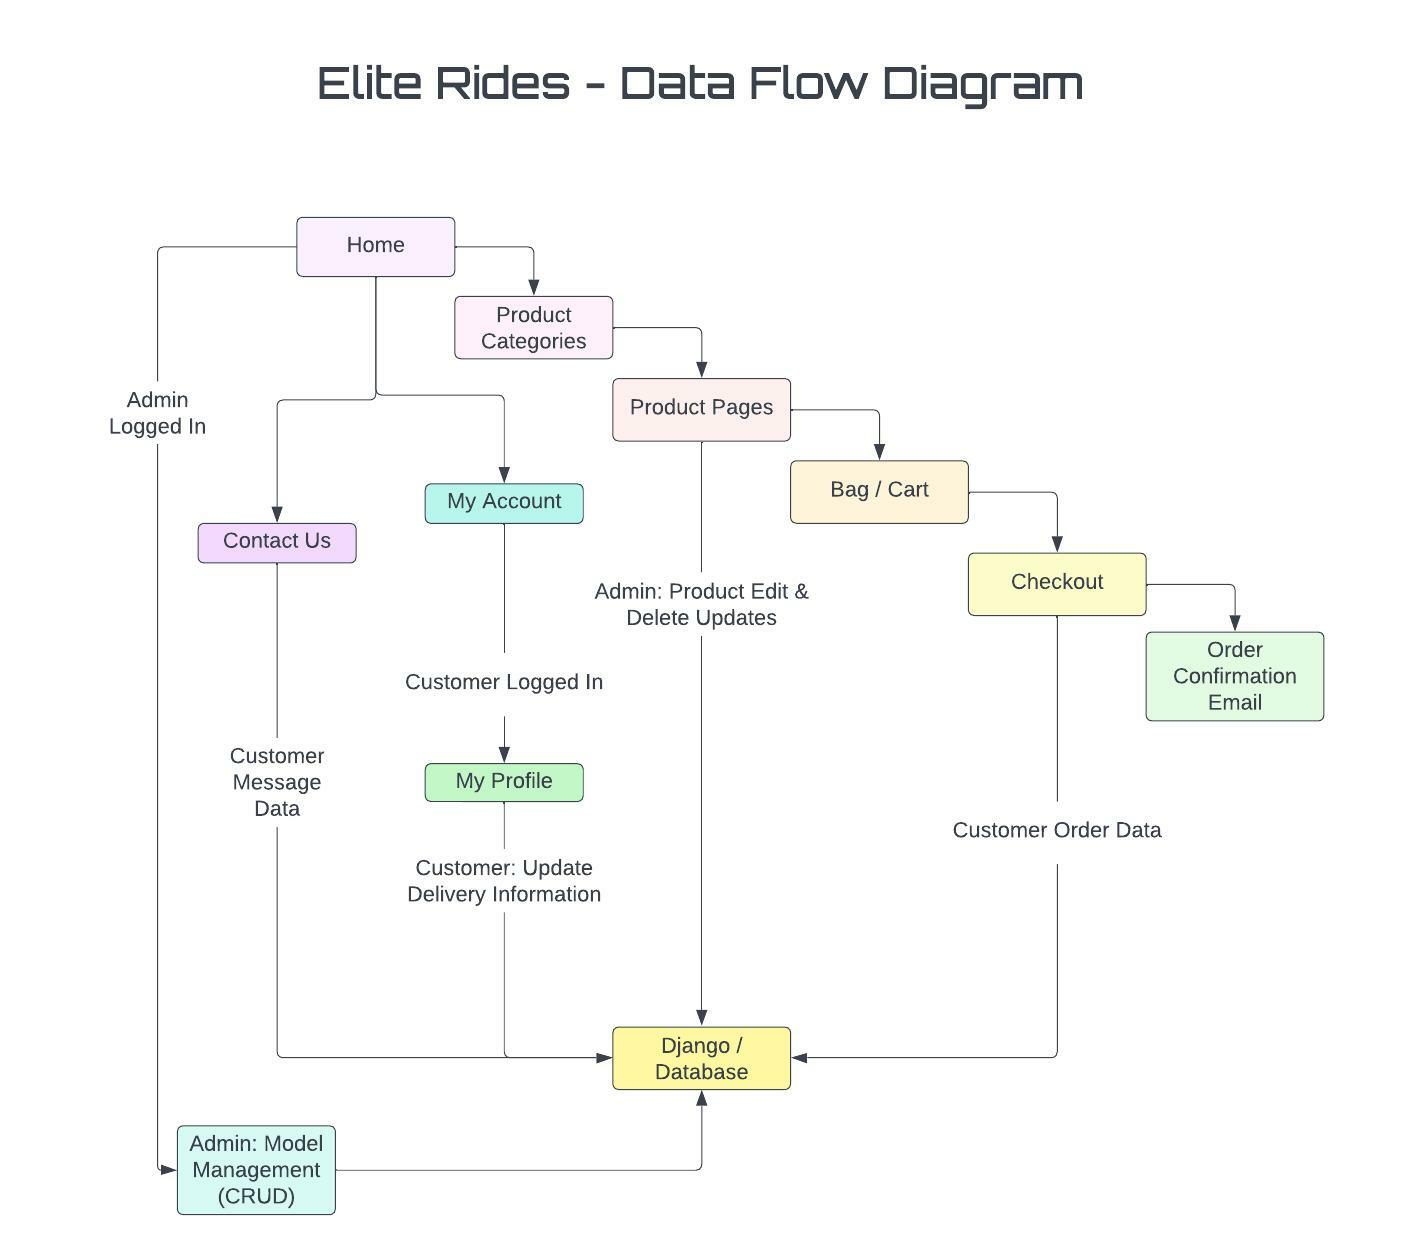 Elite Rides - Data Flow Diagram
Home
Product
Categories
Admin
Logged In
Product Pages
Bag / Cart
My Account
Contact Us
Checkout
Admin: Product Edit &
Delete Updates
Order
Confirmation
Email
Customer Logged In
Customer
Message
Data
My Profile
Customer Order Data
Customer: Update
Delivery Information
Django /
Database
Admin: Model
Management
(CRUD)